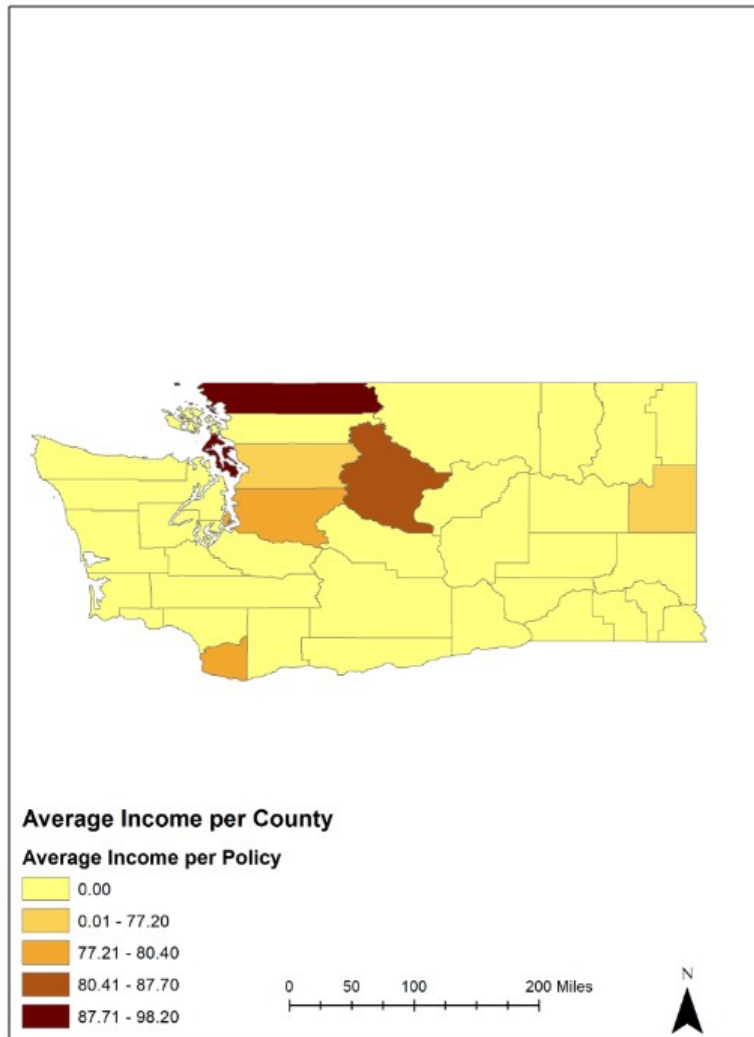 Average Income per County
Average Income per Policy
0.00
0.01 - 77.20
77.21 - 80.40
80.41 - 87.70
87.71 - 98.20
0 50 100 200 Miles
N